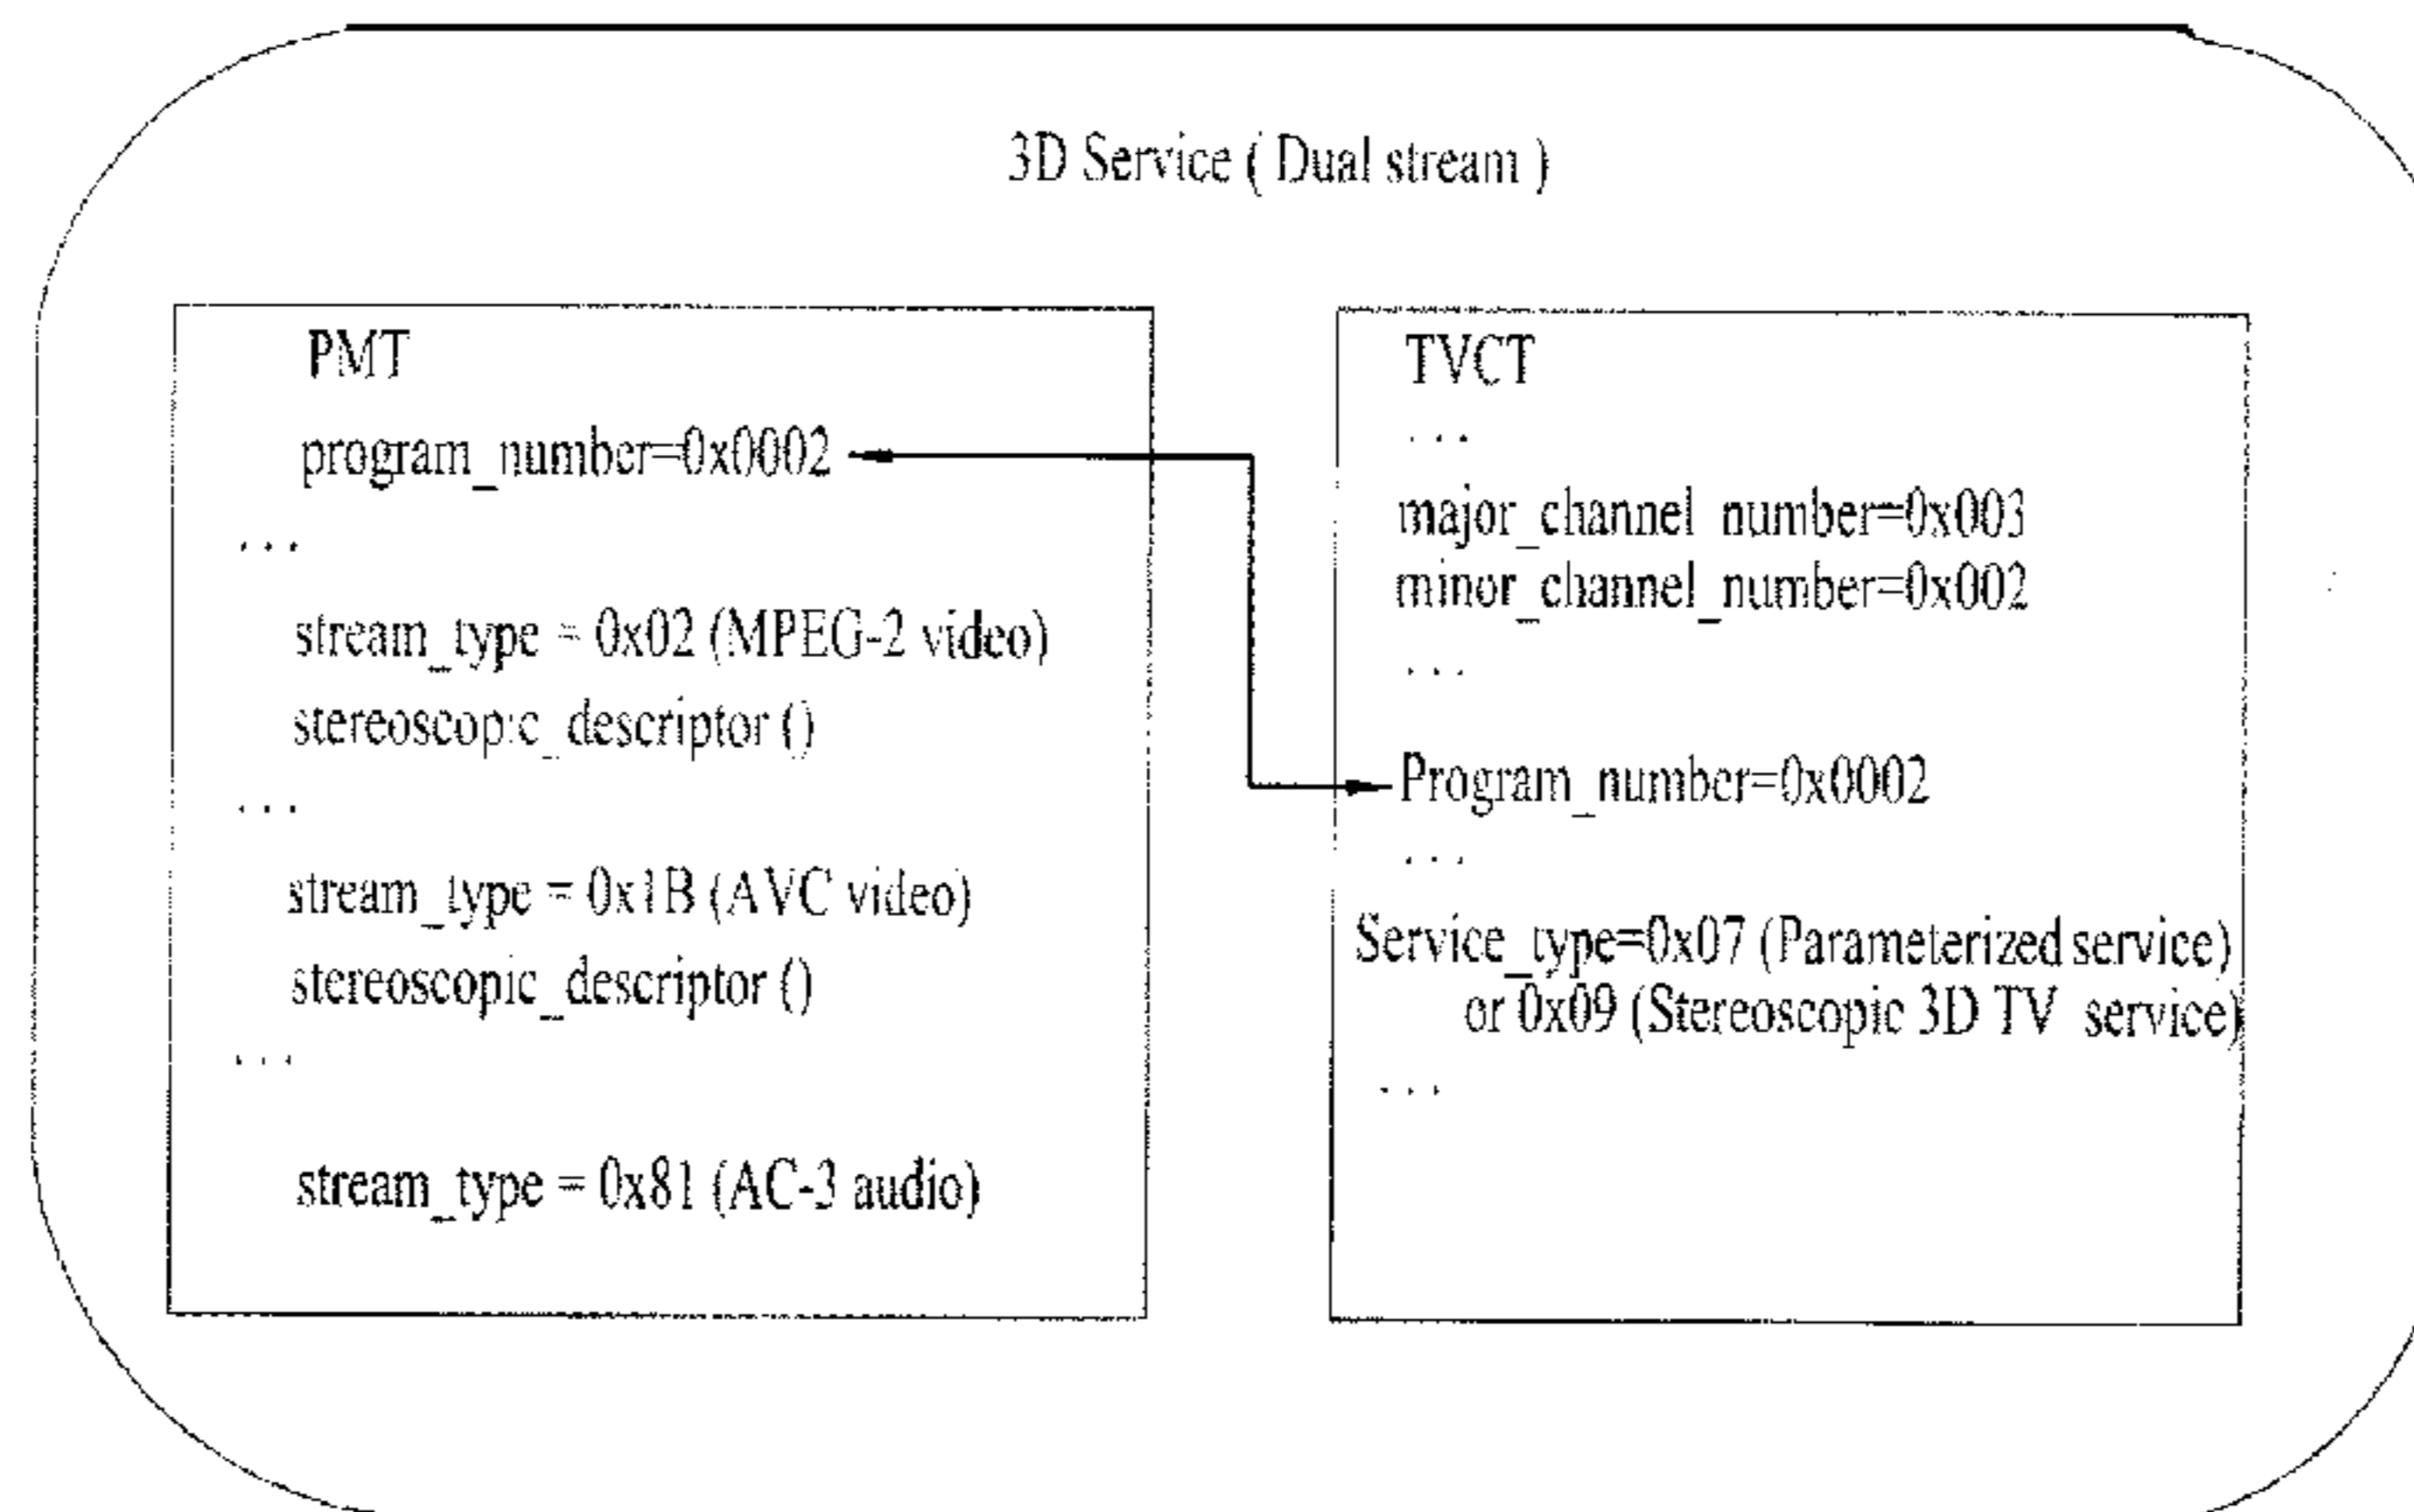 3D Service ( Dual stream )
PMT
program_number=0x0002
...
stream_type = 0x02 (MPEG-2 video)
stereoscopic_descriptor ()
...
stream_type = 0x1B (AVC video)
stereoscopic_descriptor ()
...
stream_type = 0x81 (AC-3 audio)
TVCT
...
major_channel_number=0x003
minor_channel_number=0x002
...
Program_number=0x0002
...
Service_type=0x07 (Parameterized service)
or 0x09 (Stereoscopic 3D TV service)
...